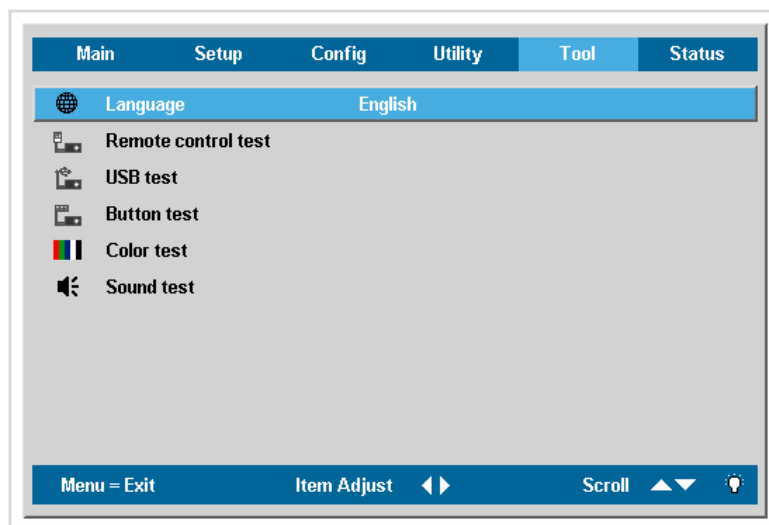 Main Setup Config Utility Tool Status
Language English
Remote control test
USB test
Button test
Color test
Sound test
Menu = Exit Item Adjust Scroll